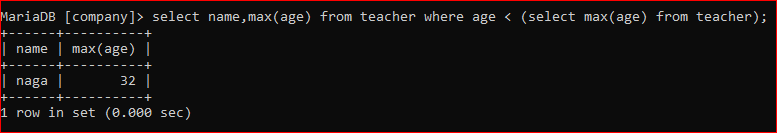 MariaDB [company]> select name,max(age) from teacher where age < (select max(age) from teacher);
+------+----------+
| name | max(age) |
+------+----------+
| naga |       32 |
+------+----------+
1 row in set (0.000 sec)